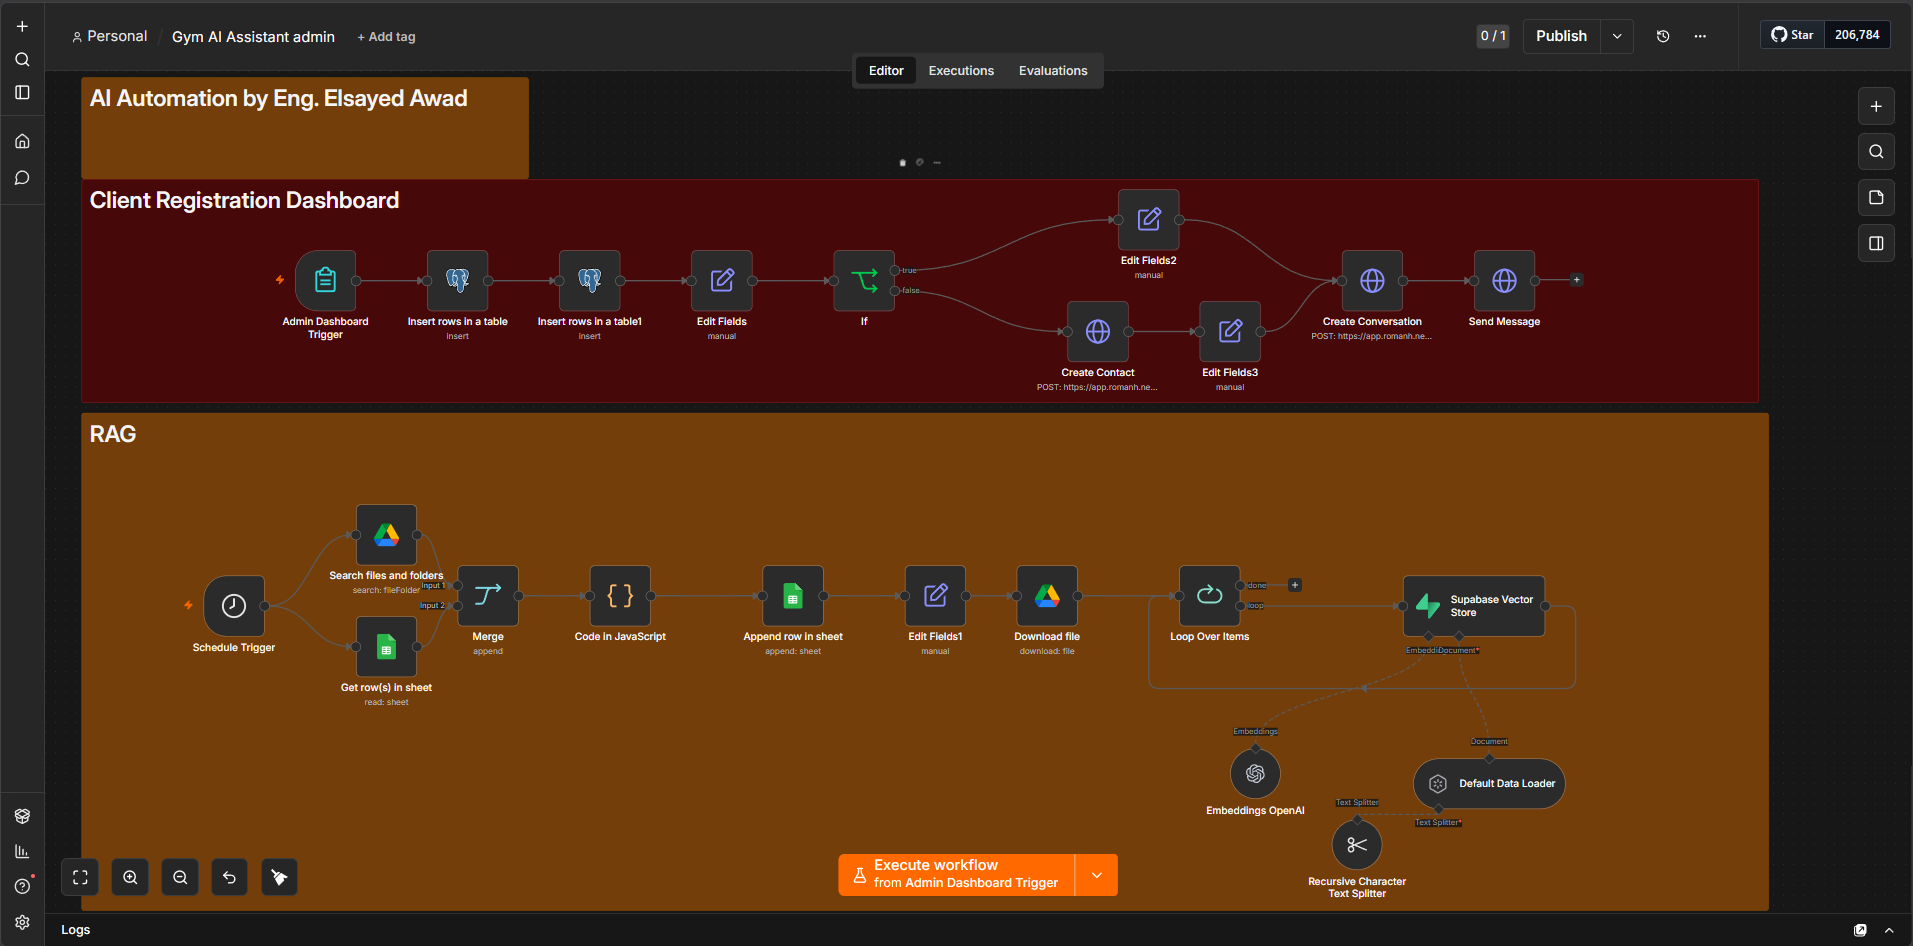 Personal
/
Gym AI Assistant admin
+ Add tag
0 / 1
Publish
Star
206,784
Editor
Executions
Evaluations
AI Automation by Eng. Elsayed Awad
Client Registration Dashboard
Admin Dashboard
Trigger
Insert rows in a table
insert
Insert rows in a table1
insert
Edit Fields
manual
If
true
false
Edit Fields2
manual
Create Contact
POST: https://app.romanh.ne...
Edit Fields3
manual
Create Conversation
POST: https://app.romanh.ne...
Send Message
RAG
Schedule Trigger
Search files and folders
search: fileFolder
Get row(s) in sheet
read: sheet
Input 1
Input 2
Merge
append
Code in JavaScript
Append row in sheet
append: sheet
Edit Fields1
manual
Download file
download: file
Loop Over Items
done
loop
Supabase Vector
Store
Document*
Embeddings
Embeddings OpenAI
Document
Default Data Loader
Text Splitter
Text Splitter*
Recursive Character
Text Splitter
Execute workflow
from Admin Dashboard Trigger
Logs